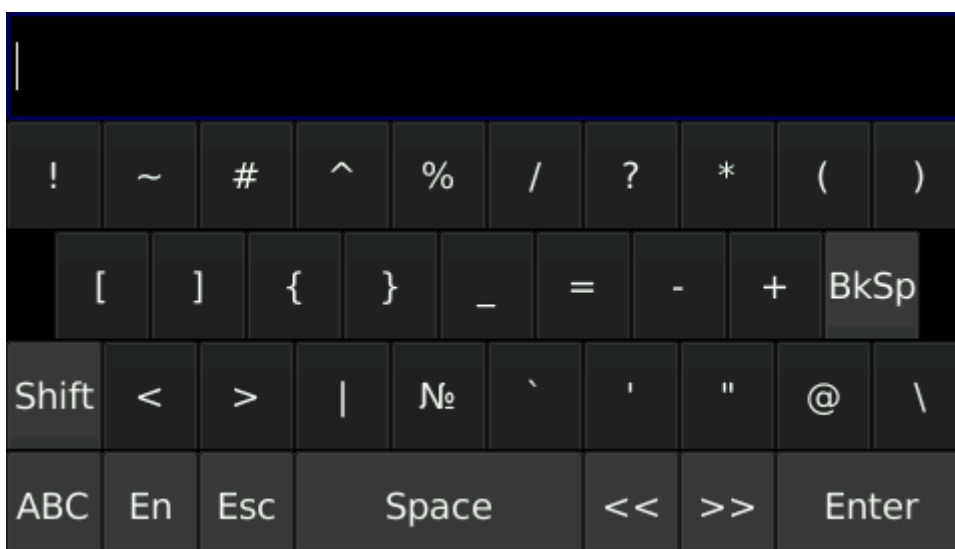 ! ~ # ^ % / ? * ( )
[ ] { } _ = - + BkSp
Shift < > | № ` ' " @ \
ABC En Esc Space << >> Enter